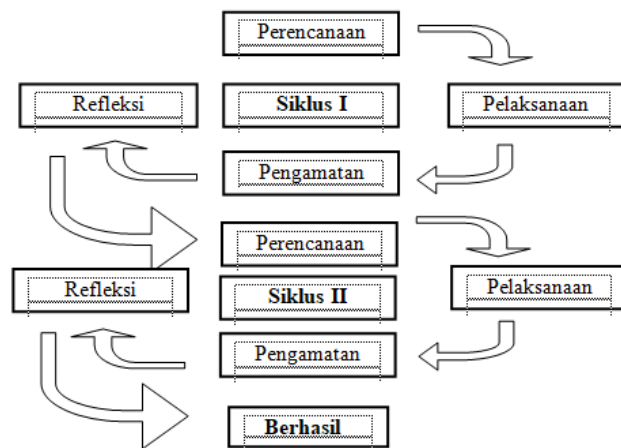 Perencanaan
Refleksi
Siklus I
Pelaksanaan
Pengamatan
Perencanaan
Refleksi
Siklus II
Pelaksanaan
Pengamatan
Berhasil